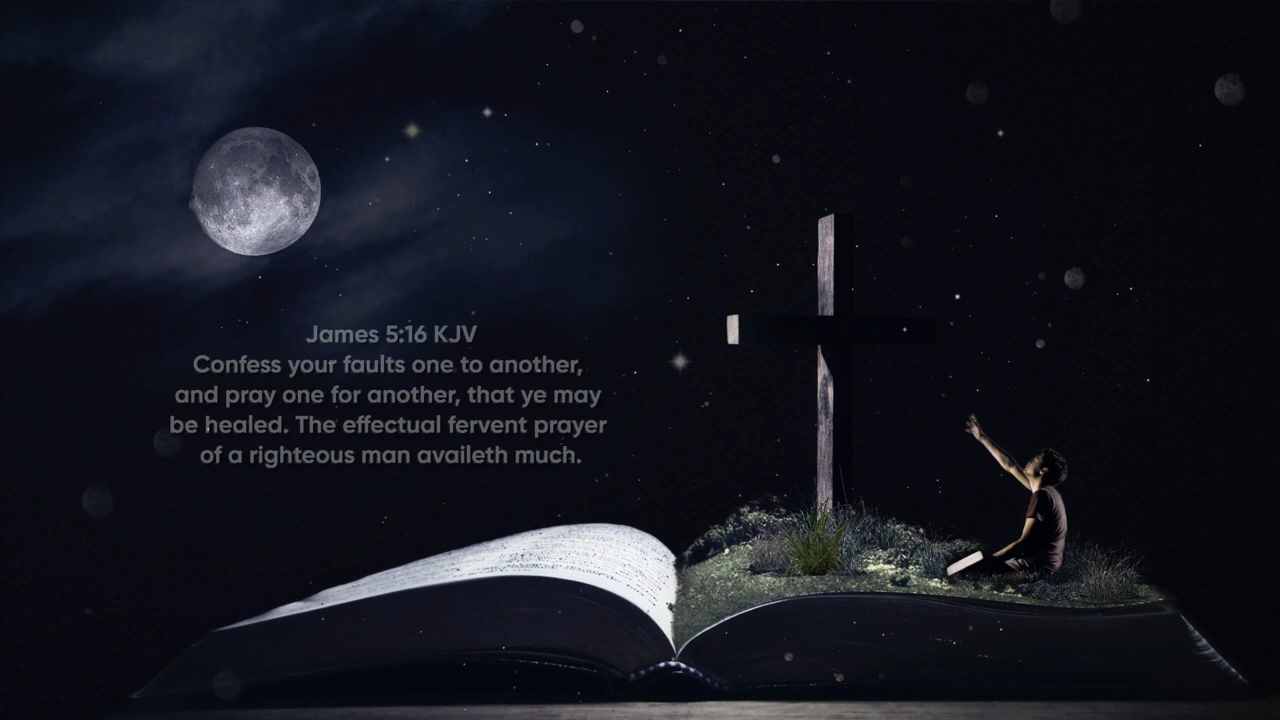 James 5:16 KJV
Confess your faults one to another,
and pray one for another, that ye may
be healed. The effectual fervent prayer
of a righteous man availeth much.